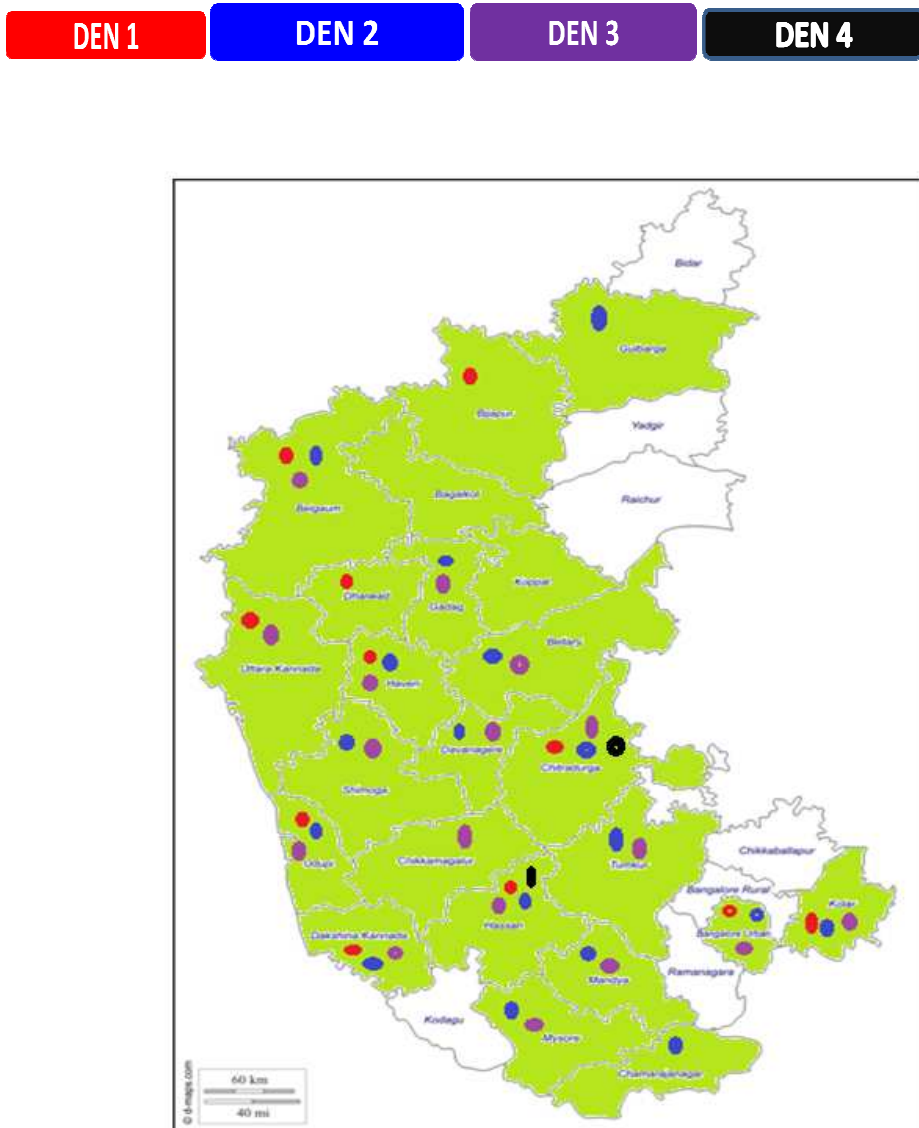 DEN 1 DEN 2 DEN 3 DEN 4
Bidar
Gulbarga
Bijapur
Yadgir
Raichur
Bagalkot
Belgaum
Koppal
Dharwad
Gadag
Bellary
Uttara Kannada
Haveri
Davanagere
Chitradurga
Shimoga
Chikkaballapur
Chikkamagalur
Udupi
Tumkur
Bangalore Rural
Kolar
Hassan
Bangalore Urban
Dakshina Kannada
Ramanagara
Mandya
Kodagu
Mysore
Chamarajanagar
60 km
40 mi
© d-maps.com